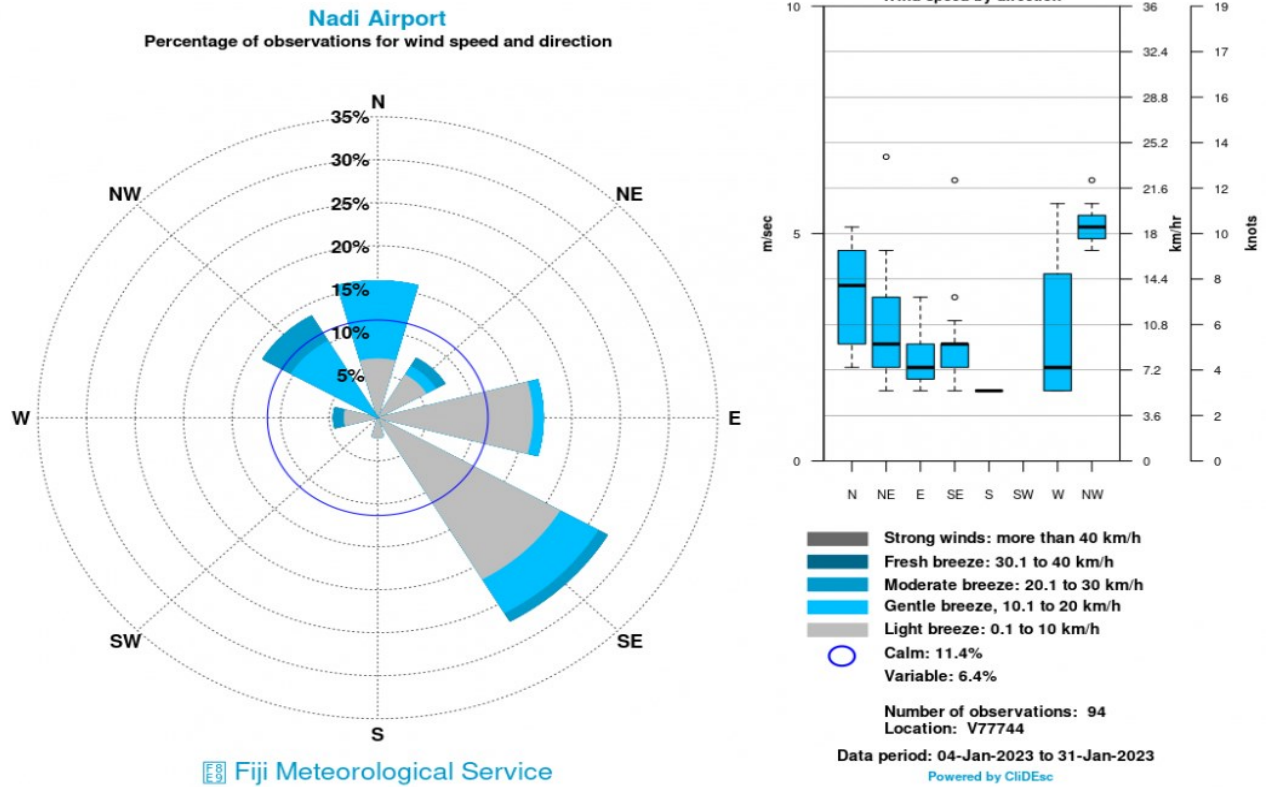 Nadi Airport
Percentage of observations for wind speed and direction
N
35%
30%
25%
20%
15%
10%
5%
NW
NE
W
E
SW
SE
S
Fiji Meteorological Service
Wind speed by direction
10
5
0
m/sec
36
32.4
28.8
25.2
21.6
18
14.4
10.8
7.2
3.6
0
km/hr
19
17
16
14
12
10
8
6
4
2
0
knots
N NE E SE S SW W NW
Strong winds: more than 40 km/h
Fresh breeze: 30.1 to 40 km/h
Moderate breeze: 20.1 to 30 km/h
Gentle breeze, 10.1 to 20 km/h
Light breeze: 0.1 to 10 km/h
Calm: 11.4%
Variable: 6.4%
Number of observations: 94
Location: V77744
Data period: 04-Jan-2023 to 31-Jan-2023
Powered by CliDEsc